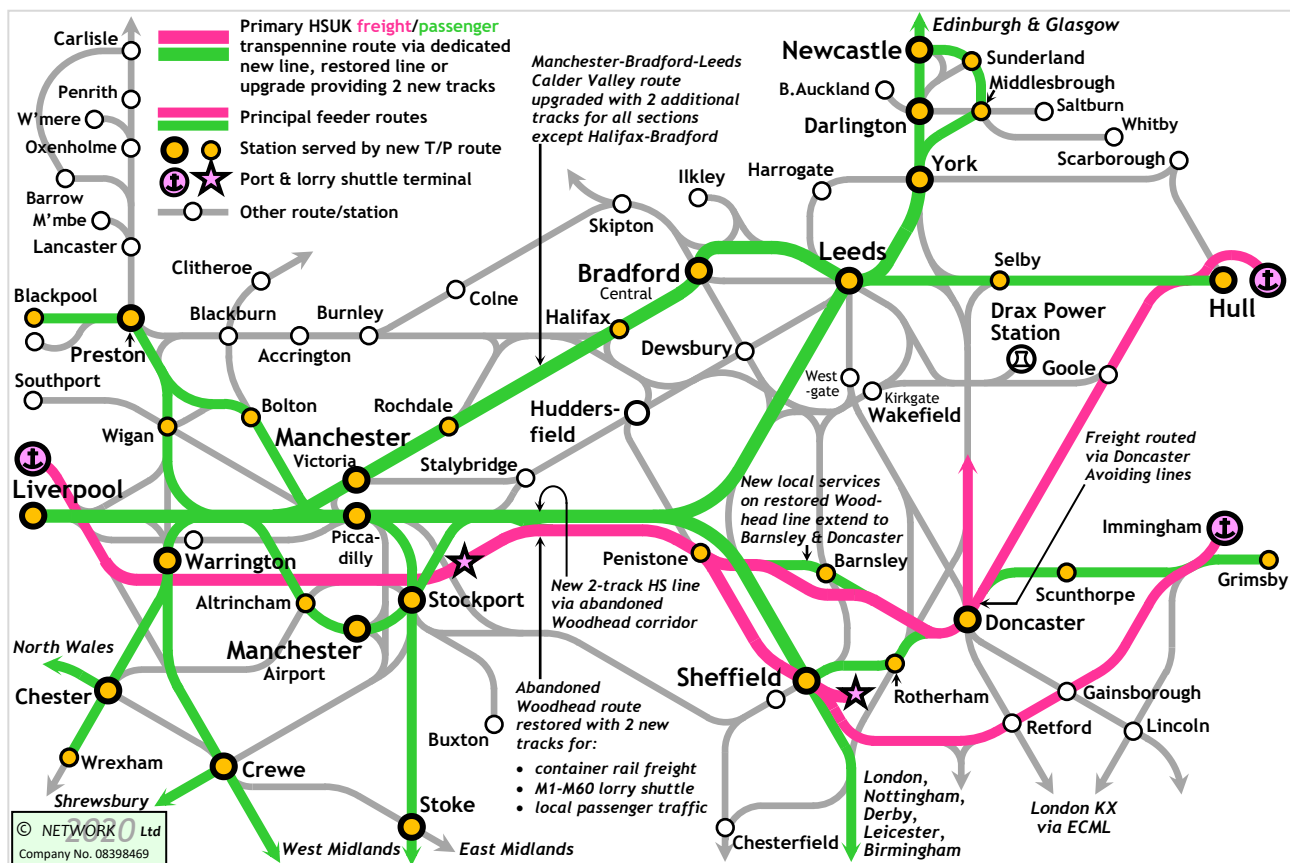 Primary HSUK freight/passenger
transpennine route via dedicated
new line, restored line or
upgrade providing 2 new tracks
Principal feeder routes
Station served by new T/P route
Port & lorry shuttle terminal
Other route/station
Carlisle
Penrith
W'mere
Oxenholme
Barrow
M'mbe
Lancaster
Blackpool
Preston
Clitheroe
Blackburn
Accrington
Burnley
Colne
Skipton
Ilkley
Harrogate
Manchester-Bradford-Leeds
Calder Valley route
upgraded with 2 additional
tracks for all sections
except Halifax-Bradford
Edinburgh & Glasgow
Newcastle
Sunderland
Middlesbrough
B.Auckland
Saltburn
Darlington
Whitby
Scarborough
York
Leeds
Selby
Bradford
Central
Hull
Drax Power
Station
Goole
Halifax
Dewsbury
West
-gate
Kirkgate
Wakefield
Hudders-
field
Southport
Wigan
Bolton
Rochdale
Manchester
Victoria
Stalybridge
Liverpool
Picca-
dilly
Warrington
Altrincham
Stockport
Manchester
Airport
New 2-track HS line
via abandoned
Woodhead corridor
New local services
on restored Wood-
head line extend to
Barnsley & Doncaster
Freight routed
via Doncaster
Avoiding lines
Immingham
Grimsby
Scunthorpe
Penistone
Barnsley
Doncaster
Sheffield
Rotherham
Gainsborough
Retford
Lincoln
North Wales
Chester
Wrexham
Shrewsbury
Crewe
Buxton
Stoke
West Midlands
East Midlands
Abandoned
Woodhead route
restored with 2 new
tracks for:
• container rail freight
• M1-M60 lorry shuttle
• local passenger traffic
Chesterfield
London,
Nottingham,
Derby,
Leicester,
Birmingham
London KX
via ECML
© NETWORK 2020 Ltd
Company No. 08398469